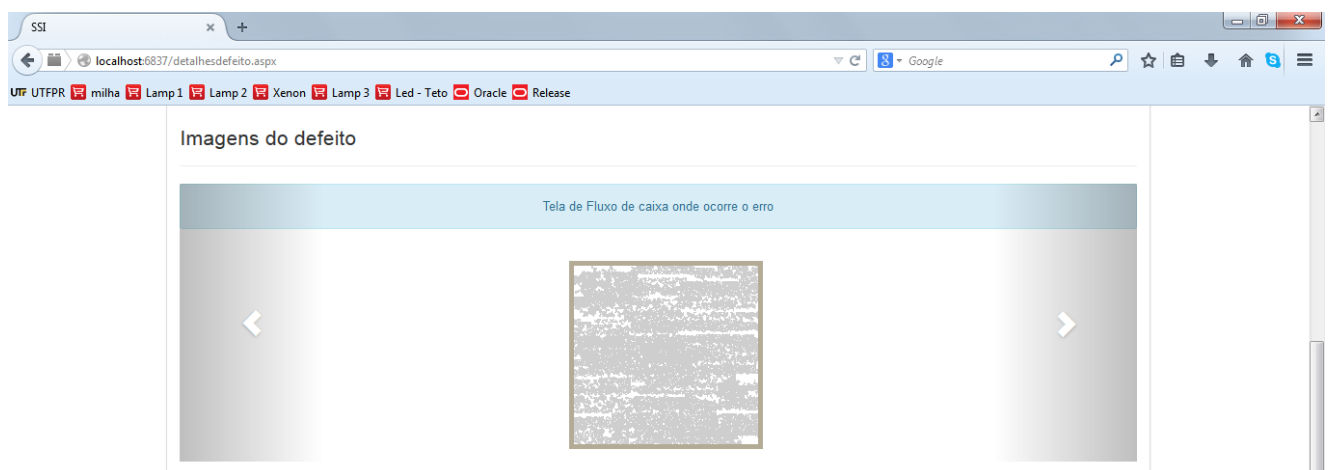 SSI
localhost:6837/detalhesdefeito.aspx
Google
UTF UTFPR milha Lamp 1 Lamp 2 Xenon Lamp 3 Led - Teto Oracle Release
Imagens do defeito
Tela de Fluxo de caixa onde ocorre o erro